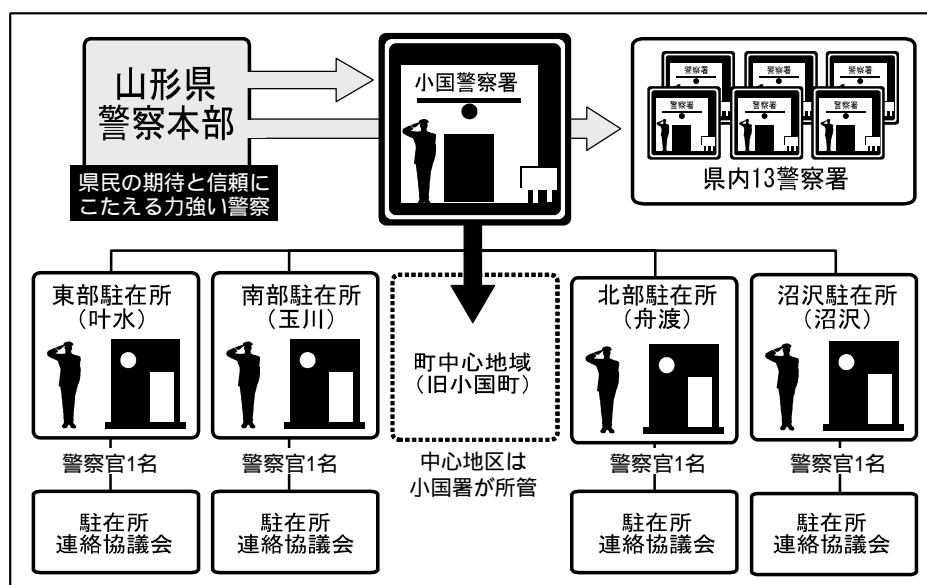 山形県
警察本部
県民の期待と信頼に
こたえる力強い警察
小国警察署
警察署
警察署
警察署
警察署
警察署
警察署
県内13警察署
東部駐在所
（叶水）
南部駐在所
（玉川）
町中心地域
（旧小国町）
北部駐在所
（舟渡）
沼沢駐在所
（沼沢）
警察官1名
警察官1名
中心地区は
小国署が所管
警察官1名
警察官1名
駐在所
連絡協議会
駐在所
連絡協議会
駐在所
連絡協議会
駐在所
連絡協議会